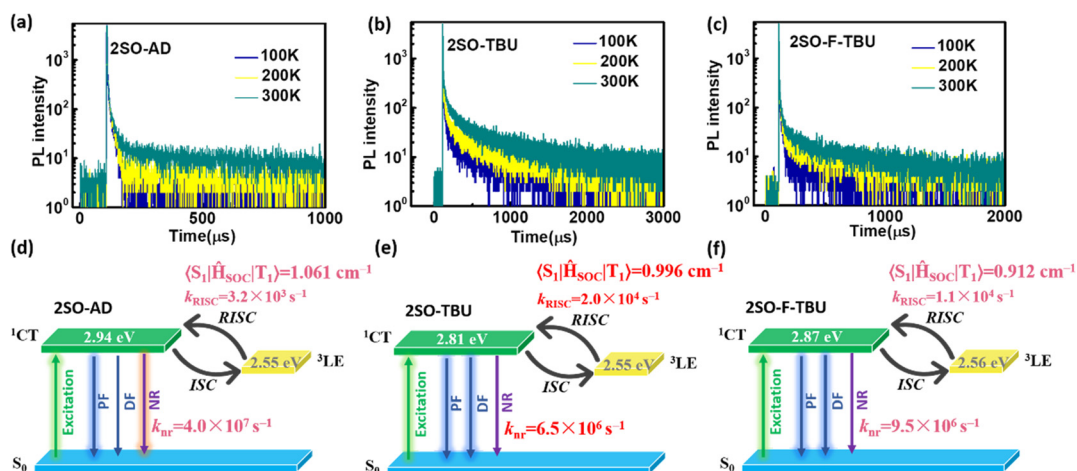 (a)
2SO-AD
100K
200K
300K
PL intensity
10³
10²
10¹
10⁰
0
500
1000
Time(μs)
(b)
2SO-TBU
100K
200K
300K
PL intensity
10⁴
10³
10²
10¹
10⁰
0
1000
2000
3000
Time(μs)
(c)
2SO-F-TBU
100K
200K
300K
PL intensity
10³
10²
10¹
10⁰
0
1000
2000
Time(μs)
(d)
⟨S₁|Ĥ_SOC|T₁⟩=1.061 cm⁻¹
k_RISC=3.2×10³ s⁻¹
2SO-AD
RISC
¹CT
2.94 eV
2.55 eV
³LE
ISC
Excitation
PF
DF
NR
k_nr=4.0×10⁷ s⁻¹
S₀
(e)
⟨S₁|Ĥ_SOC|T₁⟩=0.996 cm⁻¹
k_RISC=2.0×10⁴ s⁻¹
2SO-TBU
RISC
¹CT
2.81 eV
2.55 eV
³LE
ISC
Excitation
PF
DF
NR
k_nr=6.5×10⁶ s⁻¹
S₀
(f)
⟨S₁|Ĥ_SOC|T₁⟩=0.912 cm⁻¹
k_RISC=1.1×10⁴ s⁻¹
2SO-F-TBU
RISC
¹CT
2.87 eV
2.56 eV
³LE
ISC
Excitation
PF
DF
NR
k_nr=9.5×10⁶ s⁻¹
S₀